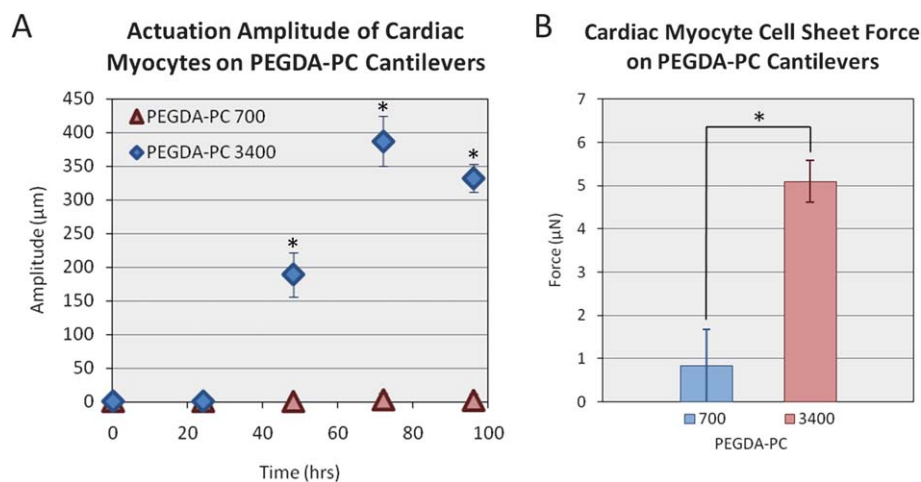 A
Actuation Amplitude of Cardiac
Myocytes on PEGDA-PC Cantilevers
450
400
350
300
250
200
150
100
50
0
Amplitude (µm)
PEGDA-PC 700
PEGDA-PC 3400
*
*
*
0
20
40
60
80
100
Time (hrs)
B
Cardiac Myocyte Cell Sheet Force
on PEGDA-PC Cantilevers
7
6
5
4
3
2
1
0
Force (µN)
*
700
3400
PEGDA-PC